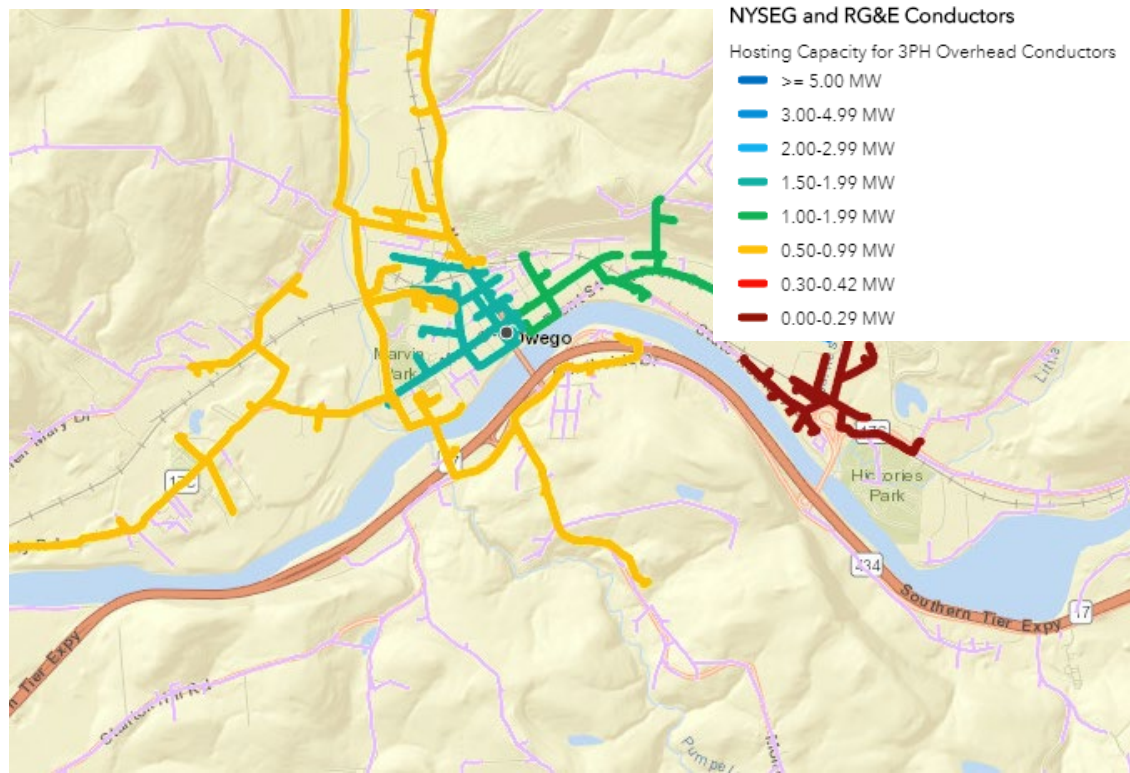 NYSEG and RG&E Conductors
Hosting Capacity for 3PH Overhead Conductors
>= 5.00 MW
3.00-4.99 MW
2.00-2.99 MW
1.50-1.99 MW
1.00-1.99 MW
0.50-0.99 MW
0.30-0.42 MW
0.00-0.29 MW
wego
Marvin
Park
Hickories
Park
434
Southern Tier Expy
17
Tier Expy